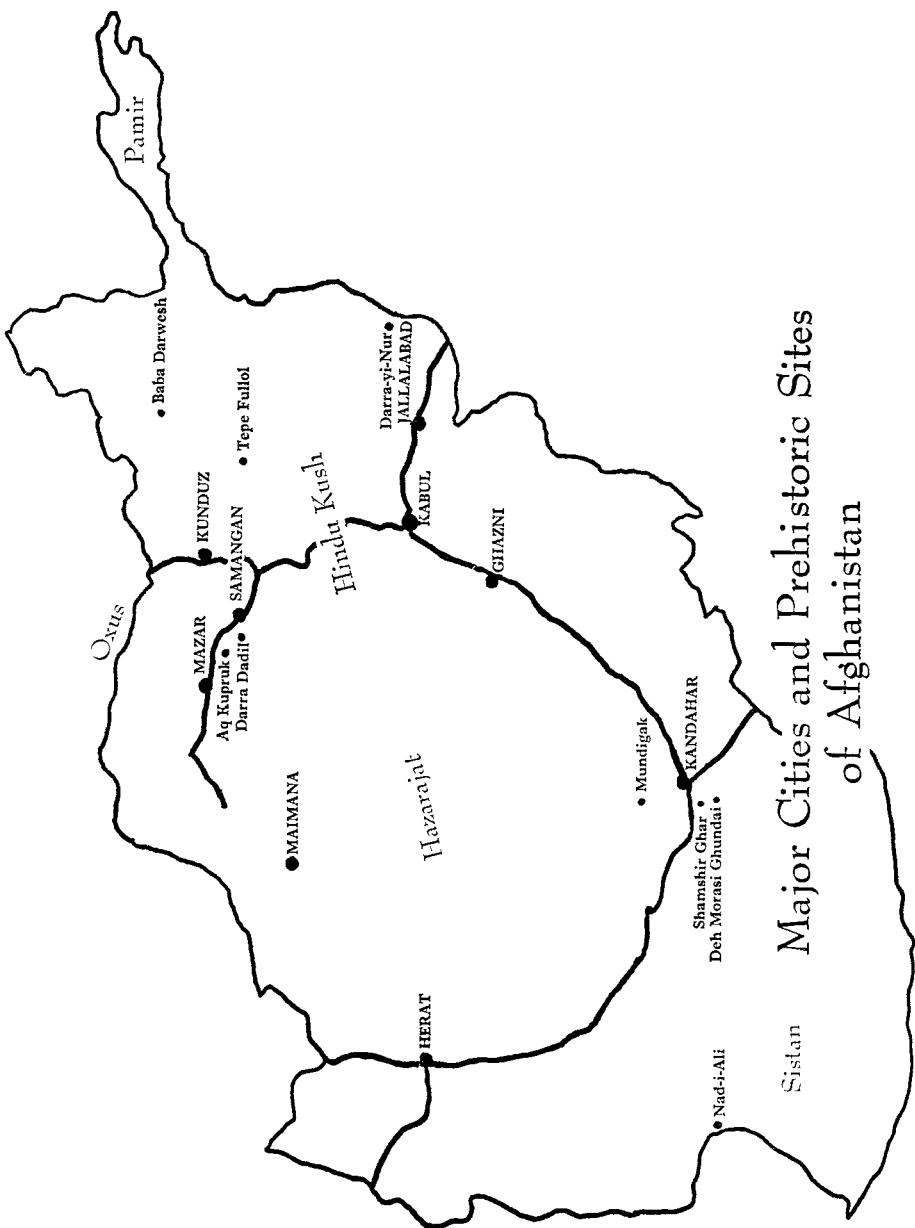 Pamir
Oxus
Baba Darwesh
KUNDUZ
Tepe Fullol
MAZAR
SAMANGAN
Aq Kupruk
Darra Dadil
Hindu Kush
Darra-yi-Nur
JALLALABAD
MAIMANA
KABUL
Hazarajat
GHAZNI
HERAT
Mundigak
KANDAHAR
Shamshir Ghar
Deh Morasi Ghundai
Nad-i-Ali
Sistan
Major Cities and Prehistoric Sites
of Afghanistan